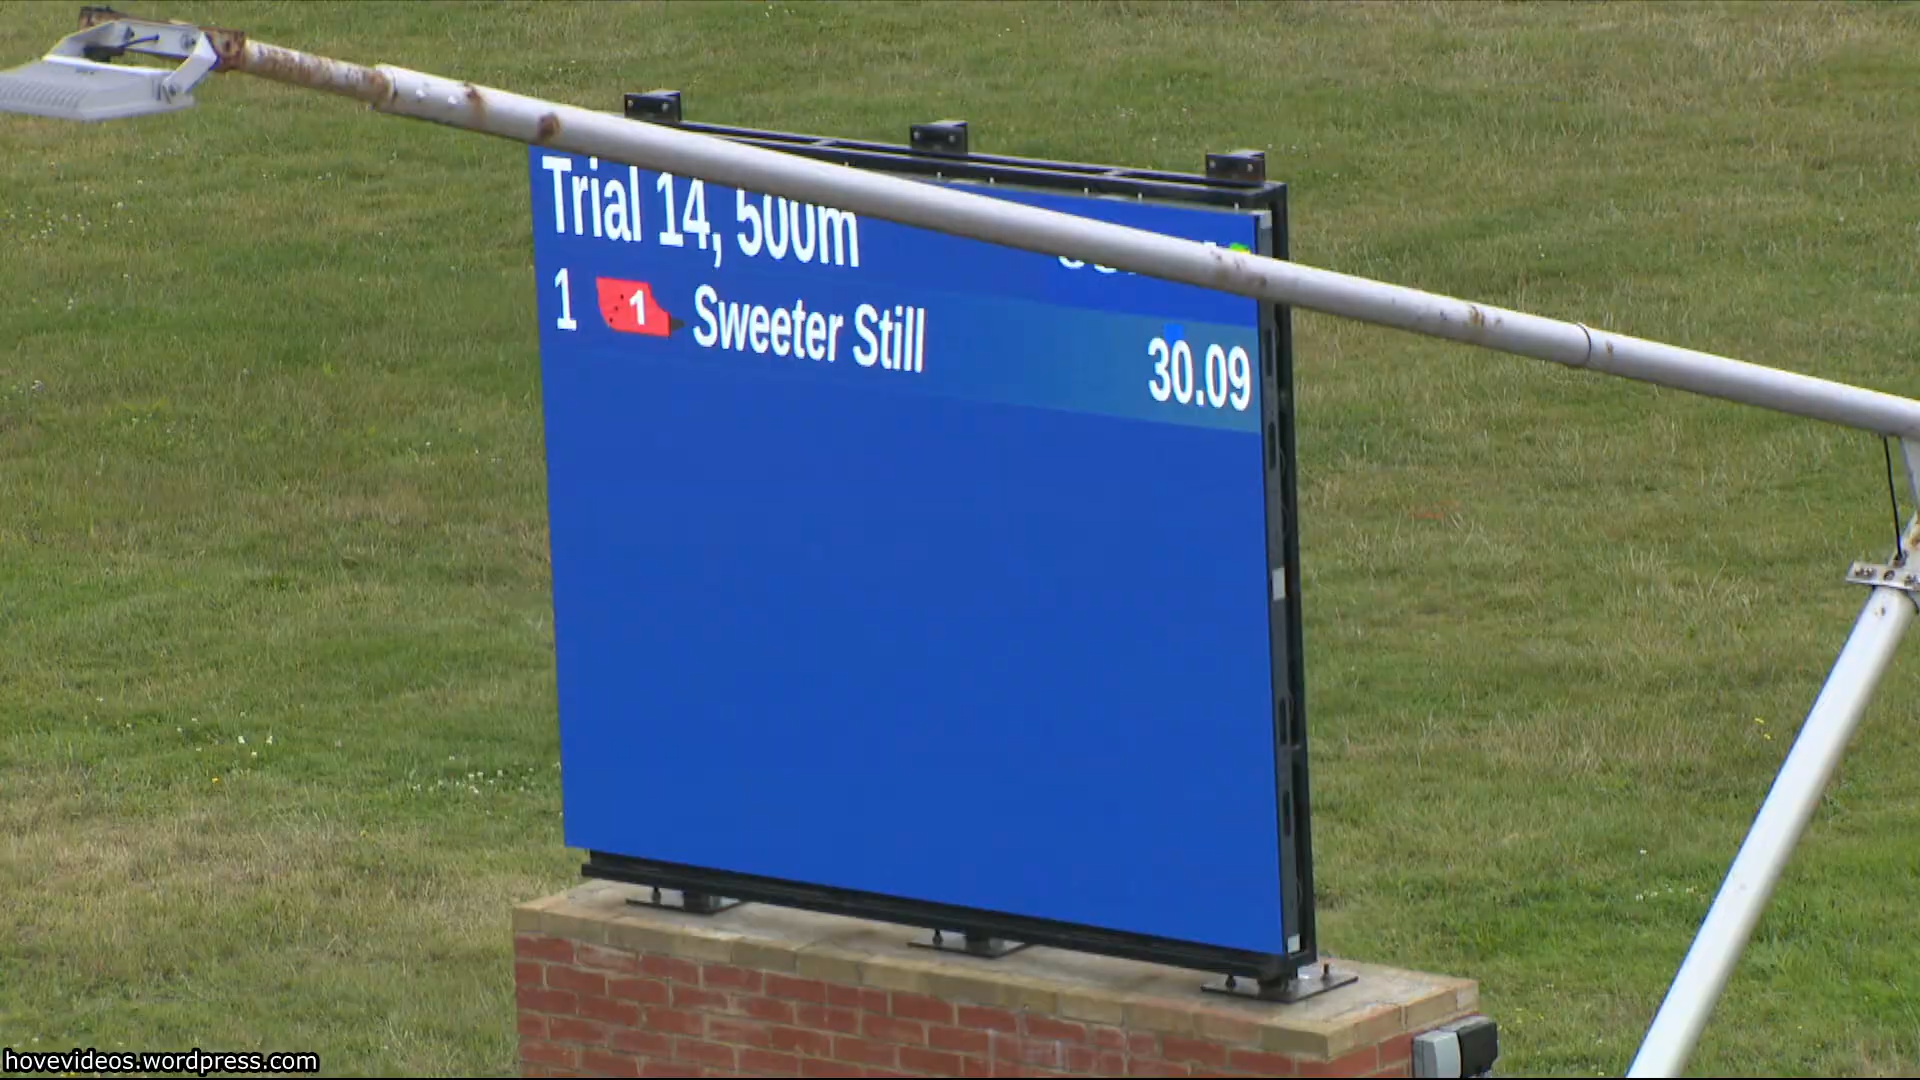 Trial 14, 500m
1 1 Sweeter Still 30.09
hovevideos.wordpress.com